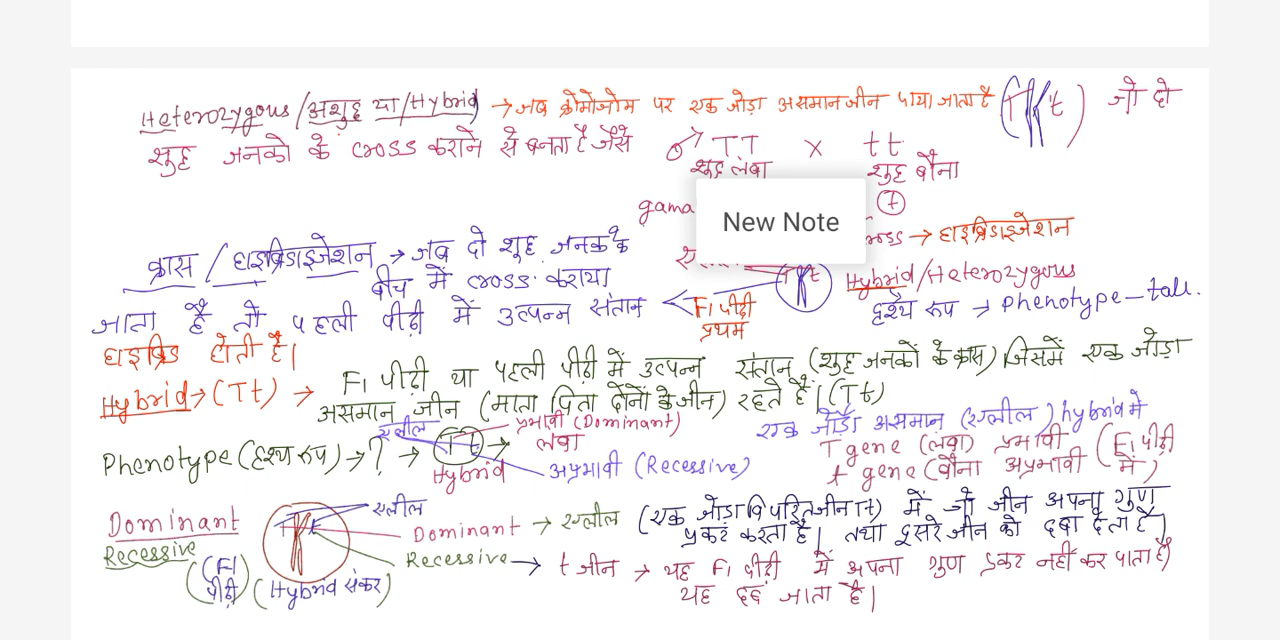 Heterozygous / अशुद्ध या / Hybrid → जब क्रोमोजोम पर एक जोड़ा असमान जीन पाया जाता है (T t) जो दो
शुद्ध जनको के cross कराने से बनता है जैसे ♂ TT × tt
शुद्ध लंबा शुद्ध बौना
gama t
New Note
क्रास / हाइब्रिडाइजेशन → जब दो शुद्ध जनक के
ross → हाइब्रिडाइजेशन
बीच में cross कराया
T t Hybrid/Heterozygous
जाता है तो पहली पीढ़ी में उत्पन्न संतान
F1 पीढ़ी
प्रथम
दृश्य रूप → Phenotype - tall.
हाइब्रिड होती है।
Hybrid → (Tt) → F1 पीढ़ी या पहली पीढ़ी में उत्पन्न संतान (शुद्ध जनकों के क्रास) जिसमें एक जोड़ा
असमान जीन (माता पिता दोनों के जीन) रहते हैं। (Tt)
एलील प्रभावी (Dominant)
एक जोड़ा असमान (एलील) hybrid में
Phenotype (दृश्य रूप) → ? → T t → लंबा
T gene (लंबा) प्रभावी (F1 पीढ़ी
Hybrid अप्रभावी (Recessive)
t gene (बौना अप्रभावी में)
Dominant एलील
Recessive
Dominant → एलील (एक जोड़ा विपरित जीन Tt) में जो जीन अपना गुण
प्रकट करता है। तथा दूसरे जीन को दबा देता है
(F1 पीढ़ी) (Hybrid संकर)
Recessive → t जीन → यह F1 पीढ़ी में अपना गुण प्रकट नहीं कर पाता है
यह दब जाता है।